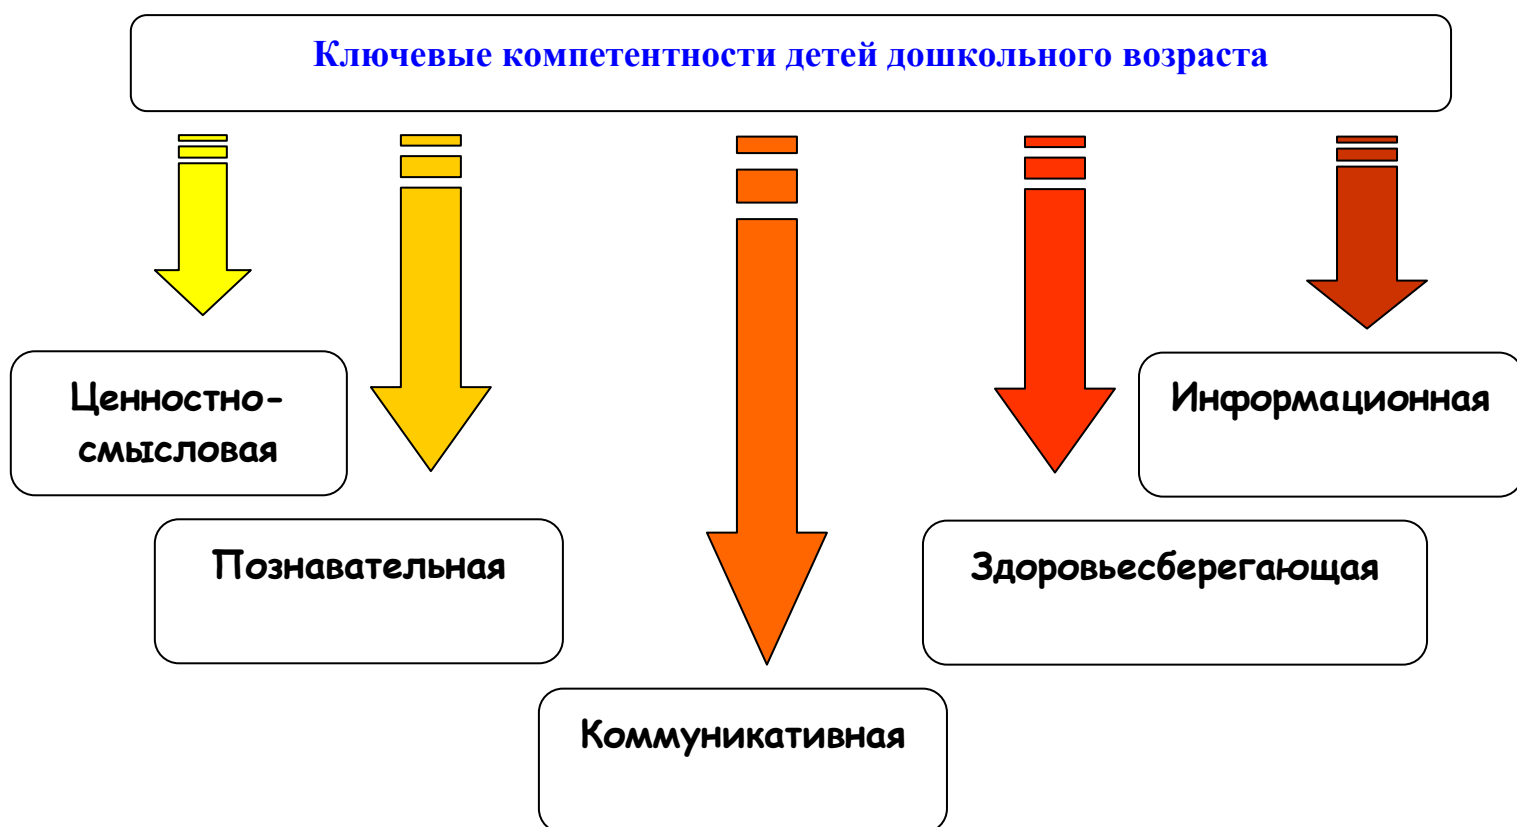 Ключевые компетентности детей дошкольного возраста
Ценностно-
смысловая
Информационная
Познавательная
Здоровьесберегающая
Коммуникативная